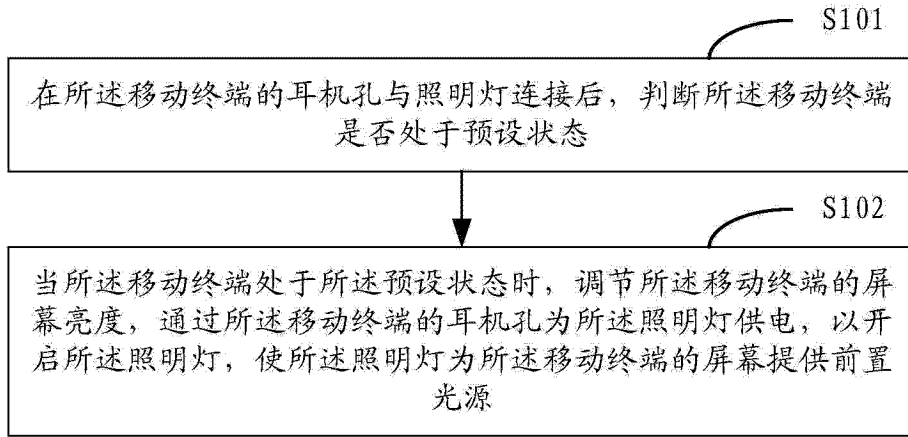 S101
在所述移动终端的耳机孔与照明灯连接后，判断所述移动终端
是否处于预设状态
S102
当所述移动终端处于所述预设状态时，调节所述移动终端的屏
幕亮度，通过所述移动终端的耳机孔为所述照明灯供电，以开
启所述照明灯，使所述照明灯为所述移动终端的屏幕提供前置
光源